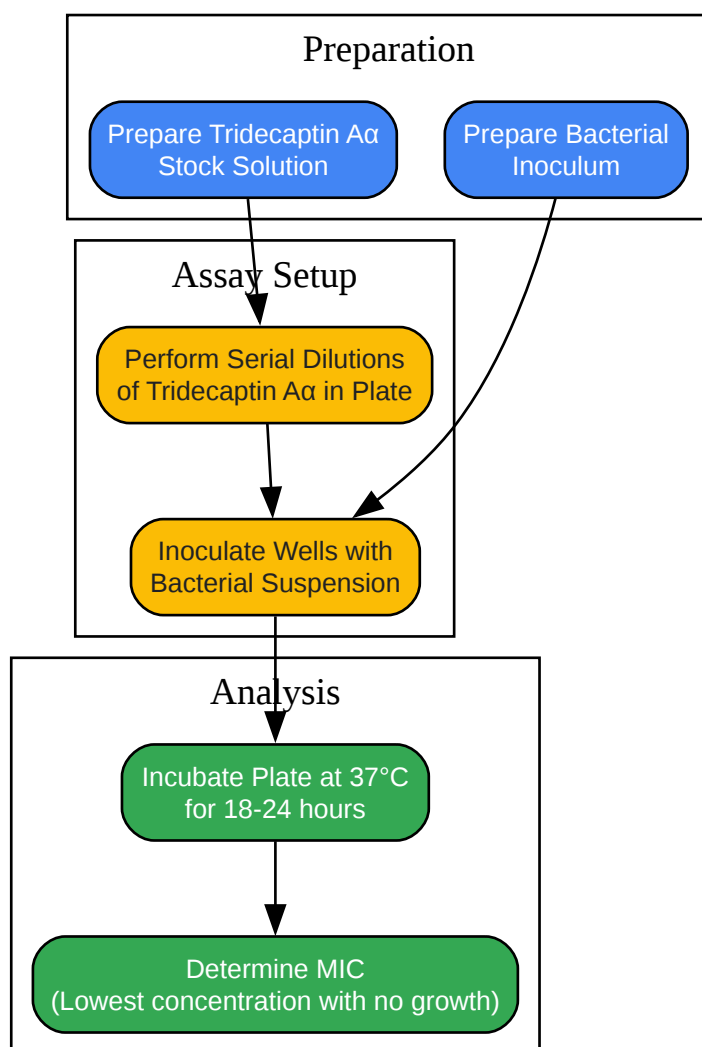 Preparation
Prepare Tridecaptin Aα
Stock Solution
Prepare Bacterial
Inoculum
Assay Setup
Perform Serial Dilutions
of Tridecaptin Aα in Plate
Inoculate Wells with
Bacterial Suspension
Analysis
Incubate Plate at 37°C
for 18-24 hours
Determine MIC
(Lowest concentration with no growth)